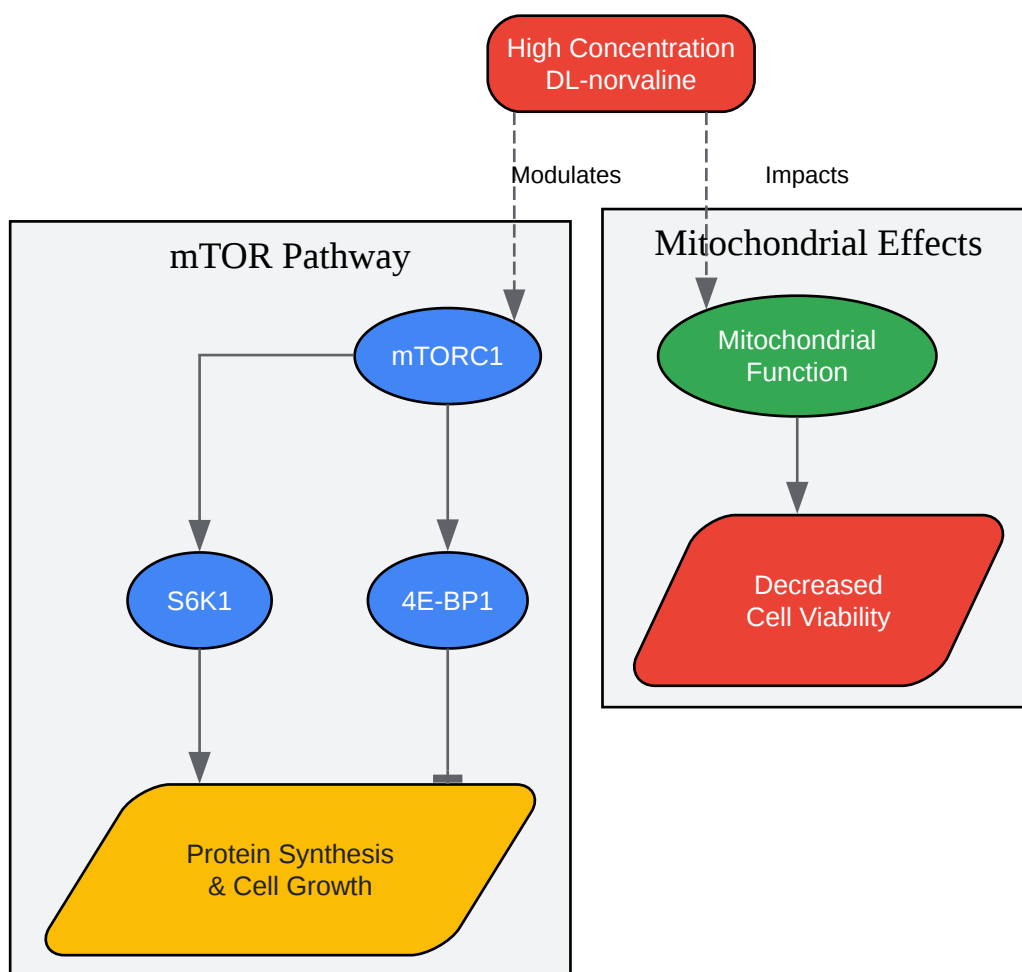 High Concentration
DL-norvaline
Modulates
Impacts
mTOR Pathway
Mitochondrial Effects
mTORC1
Mitochondrial
Function
S6K1
4E-BP1
Decreased
Cell Viability
Protein Synthesis
& Cell Growth